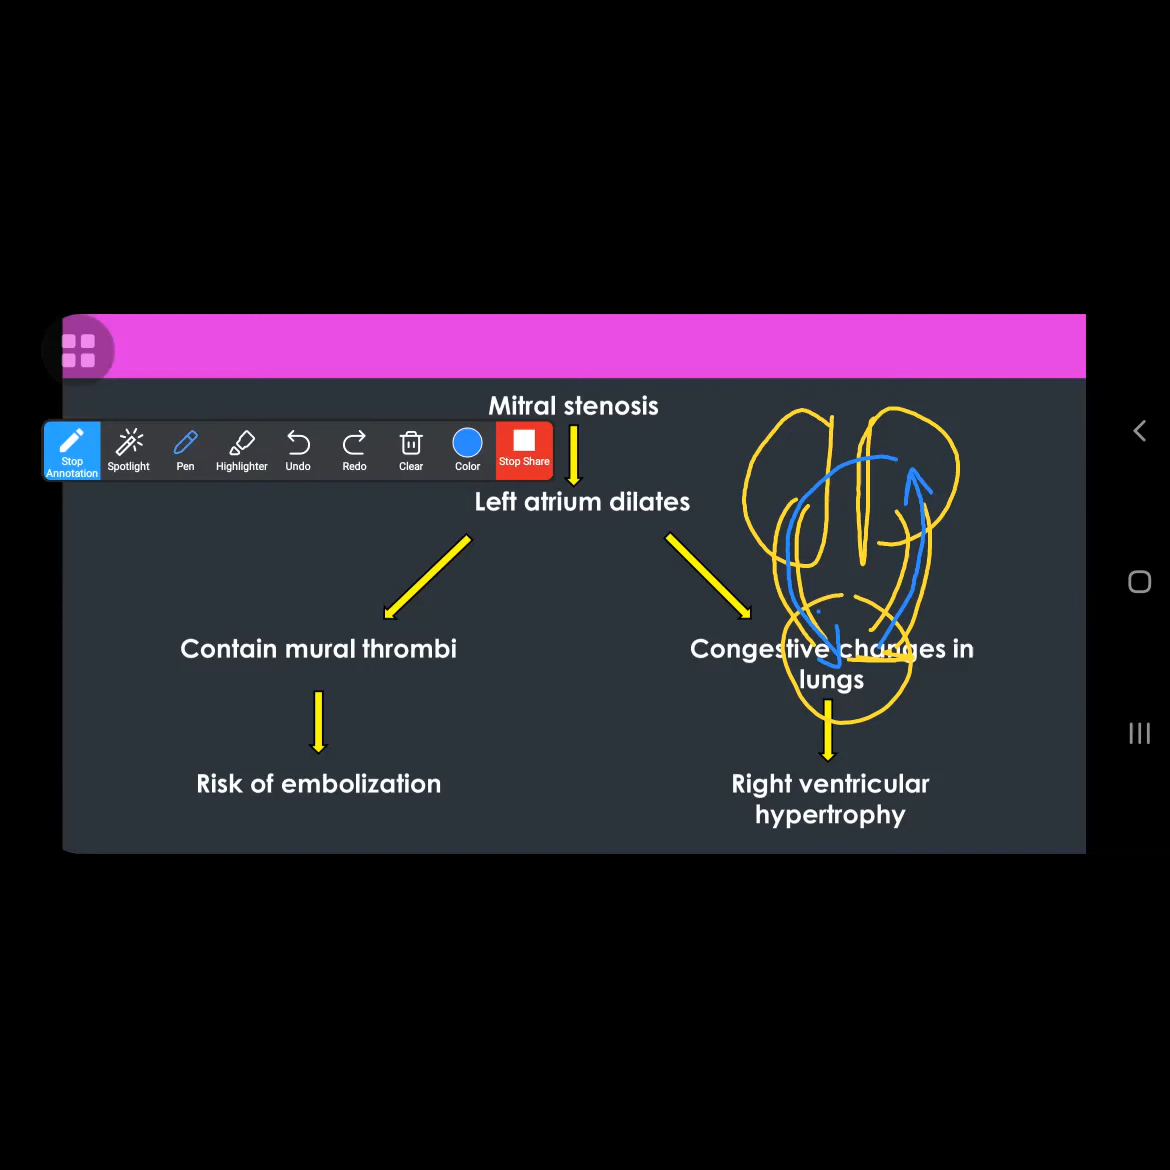 Mitral stenosis
Stop
Annotation
Spotlight
Pen
Highlighter
Undo
Redo
Clear
Color
Stop Share
Left atrium dilates
Contain mural thrombi
Congestive changes in
lungs
Risk of embolization
Right ventricular
hypertrophy